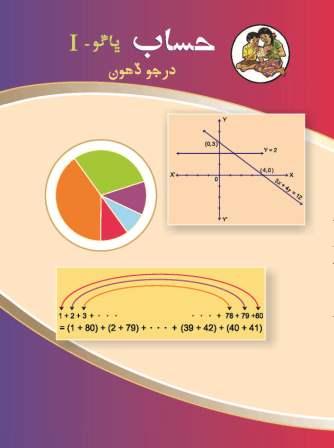 حساب ڀاڱو - I
درجو ڏهون
Y
(0,3)
Y = 2
(4,0)
X' 0 X
3x + 4y = 12
Y'
1 + 2 + 3 + · · · · · · + 78 + 79 +80
= (1 + 80) + (2 + 79) + · · · + (39 + 42) + (40 + 41)